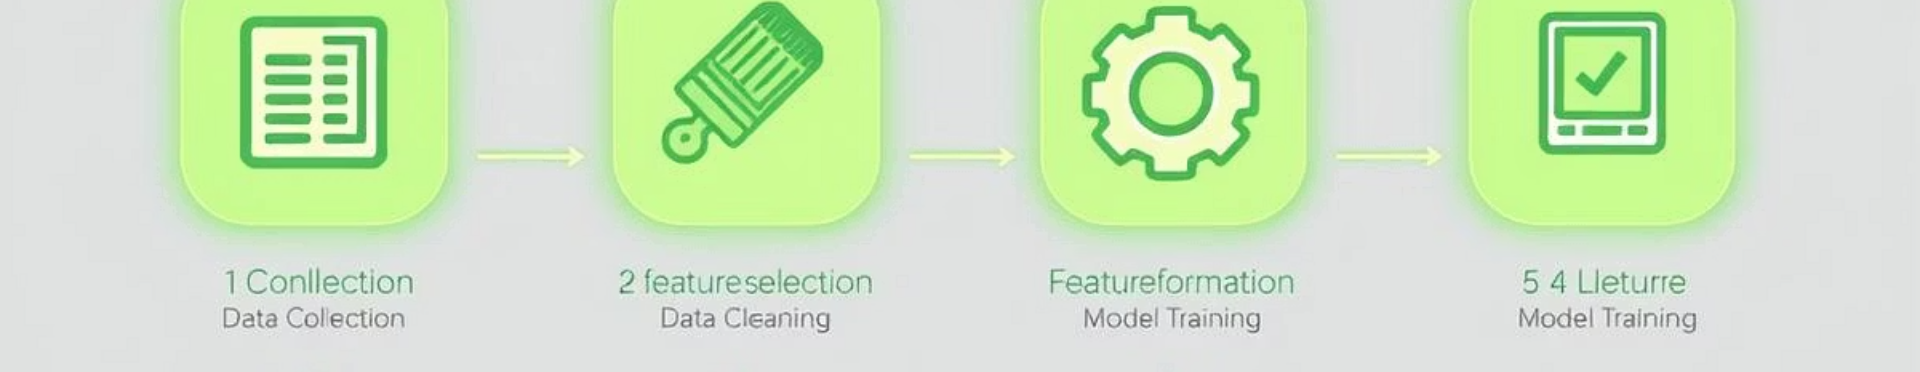 1 Conllection
Data Collection
2 featureselection
Data Cleaning
Featureformation
Model Training
5 4 Lleturre
Model Training